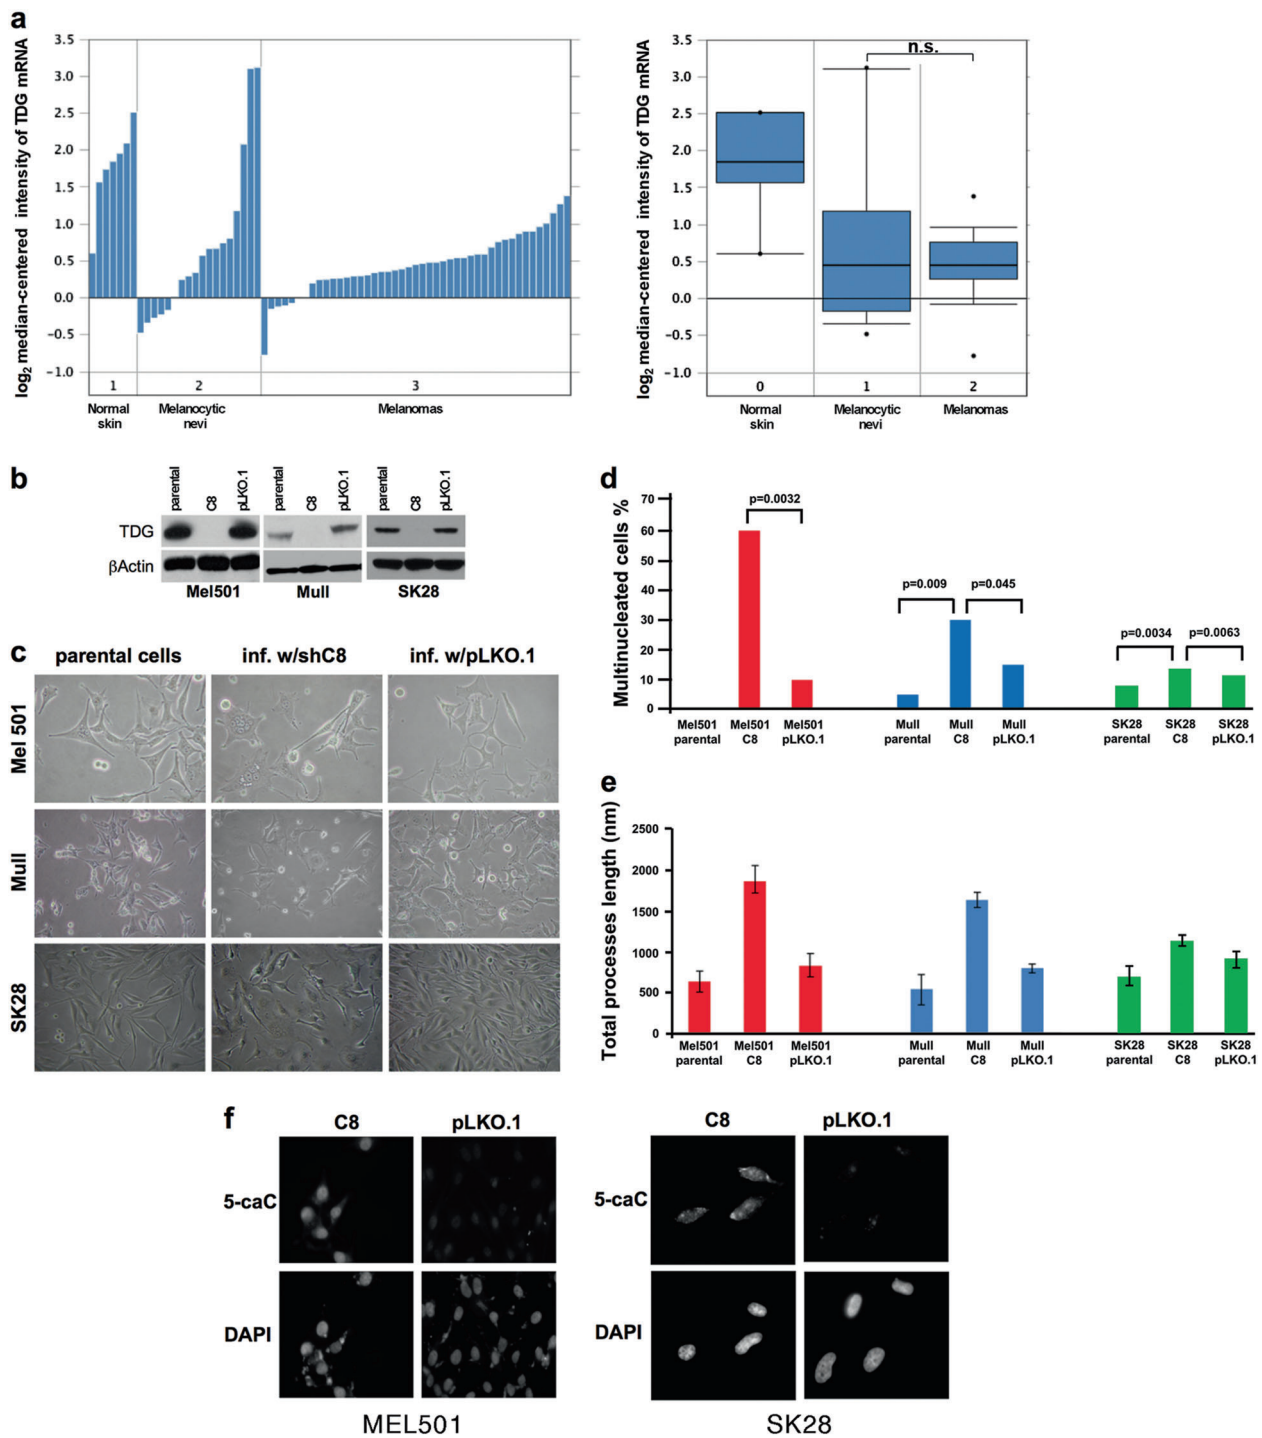 a
log2 median-centered intensity of TDG mRNA
3.5
3.0
2.5
2.0
1.5
1.0
0.5
0.0
−0.5
−1.0
1 2 3
Normal skin
Melanocytic nevi
Melanomas
log2 median-centered intensity of TDG mRNA
3.5
3.0
2.5
2.0
1.5
1.0
0.5
0.0
−0.5
−1.0
n.s.
0 1 2
Normal skin
Melanocytic nevi
Melanomas
b
parental C8 pLKO.1 parental C8 pLKO.1 parental C8 pLKO.1
TDG
βActin
Mel501 Mull SK28
c
parental cells inf. w/shC8 inf. w/pLKO.1
Mel 501
Mull
SK28
d
Multinucleated cells %
70
60
50
40
30
20
10
0
p=0.0032
p=0.009 p=0.045
p=0.0034 p=0.0063
Mel501 parental
Mel501 C8
Mel501 pLKO.1
Mull parental
Mull C8
Mull pLKO.1
SK28 parental
SK28 C8
SK28 pLKO.1
e
Total processes length (nm)
2500
2000
1500
1000
500
0
Mel501 parental
Mel501 C8
Mel501 pLKO.1
Mull parental
Mull C8
Mull pLKO.1
SK28 parental
SK28 C8
SK28 pLKO.1
f
C8 pLKO.1
5-caC
DAPI
MEL501
C8 pLKO.1
5-caC
DAPI
SK28